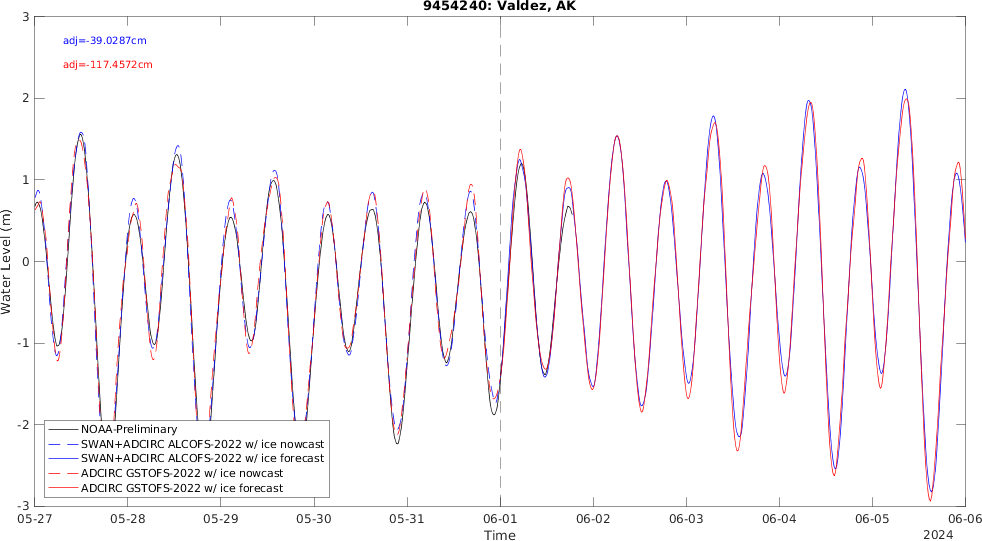 9454240: Valdez, AK
3
adj=-39.0287cm
adj=-117.4572cm
2
1
0
-1
-2
-3
Water Level (m)
NOAA-Preliminary
SWAN+ADCIRC ALCOFS-2022 w/ ice nowcast
SWAN+ADCIRC ALCOFS-2022 w/ ice forecast
ADCIRC GSTOFS-2022 w/ ice nowcast
ADCIRC GSTOFS-2022 w/ ice forecast
05-27 05-28 05-29 05-30 05-31 06-01 06-02 06-03 06-04 06-05 06-06
Time
2024